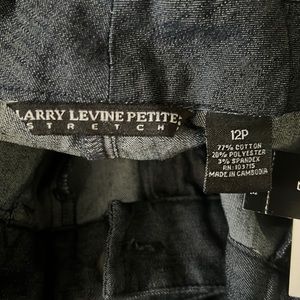 LARRY LEVINE PETITES
STRETCH
12P
77% COTTON
20% POLYESTER
3% SPANDEX
RN: 103715
MADE IN CAMBODIA